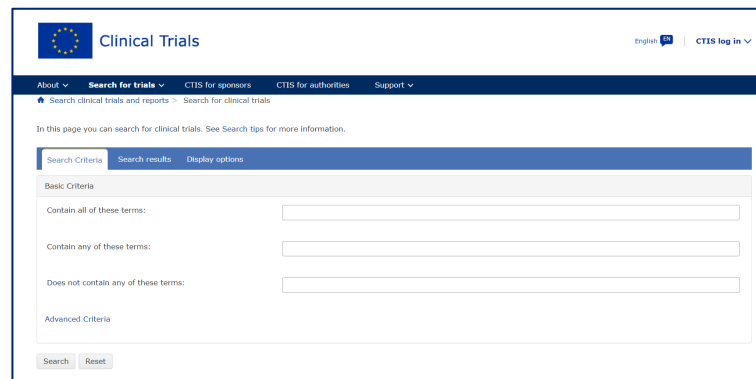 Clinical Trials
English EN CTIS log in
About Search for trials CTIS for sponsors CTIS for authorities Support
Search clinical trials and reports > Search for clinical trials
In this page you can search for clinical trials. See Search tips for more information.
Search Criteria Search results Display options
Basic Criteria
Contain all of these terms:
Contain any of these terms:
Does not contain any of these terms:
Advanced Criteria
Search Reset